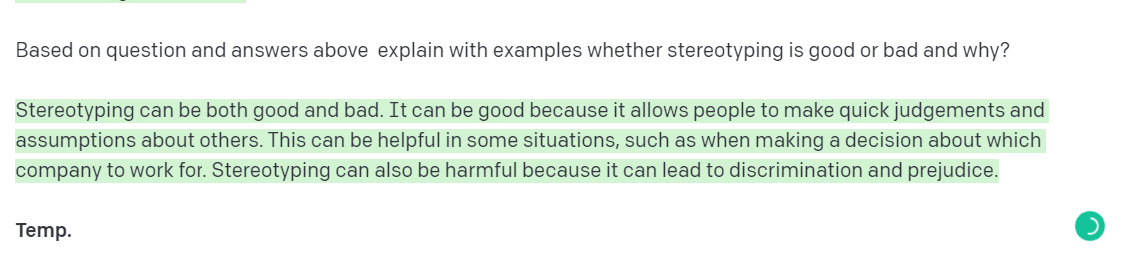 Based on question and answers above  explain with examples whether stereotyping is good or bad and why?
Stereotyping can be both good and bad. It can be good because it allows people to make quick judgements and
assumptions about others. This can be helpful in some situations, such as when making a decision about which
company to work for. Stereotyping can also be harmful because it can lead to discrimination and prejudice.
Temp.